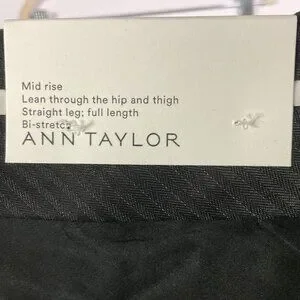 Mid rise
Lean through the hip and thigh
Straight leg; full length
Bi-stretch
ANN TAYLOR